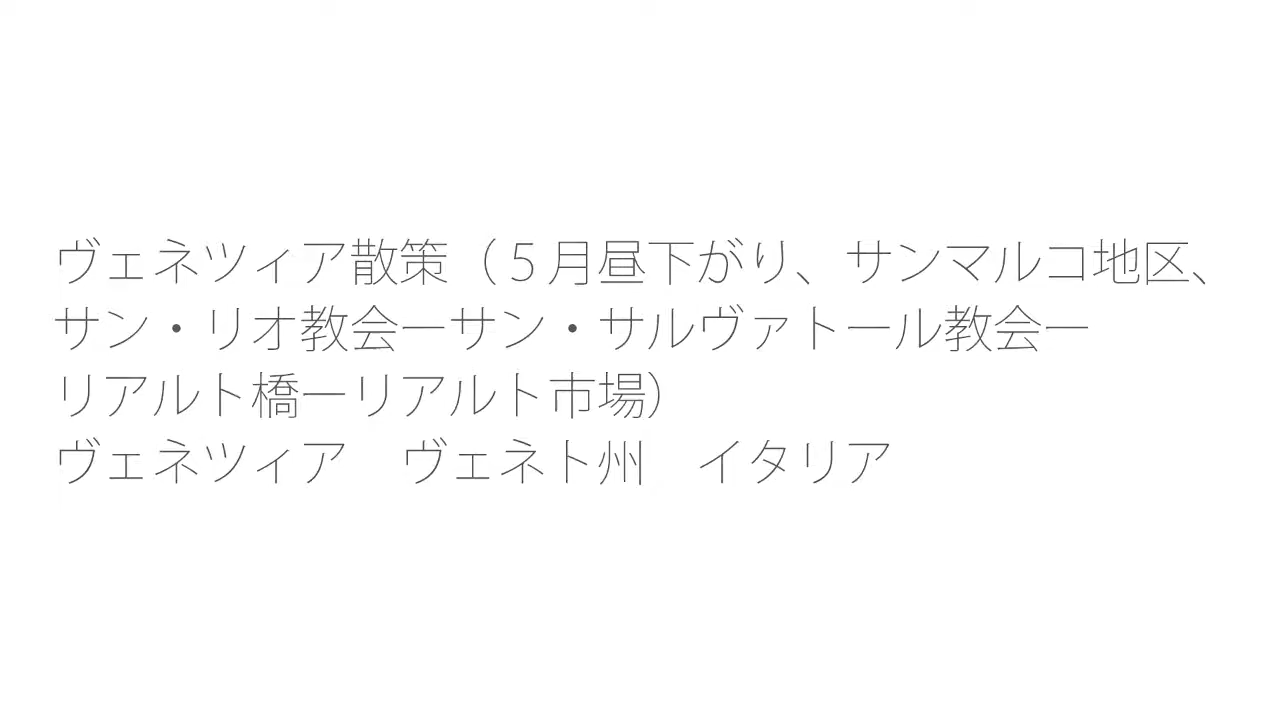 ヴェネツィア散策（５月昼下がり、サンマルコ地区、
サン・リオ教会ーサン・サルヴァトール教会ー
リアルト橋ーリアルト市場）
ヴェネツィア　ヴェネト州　イタリア